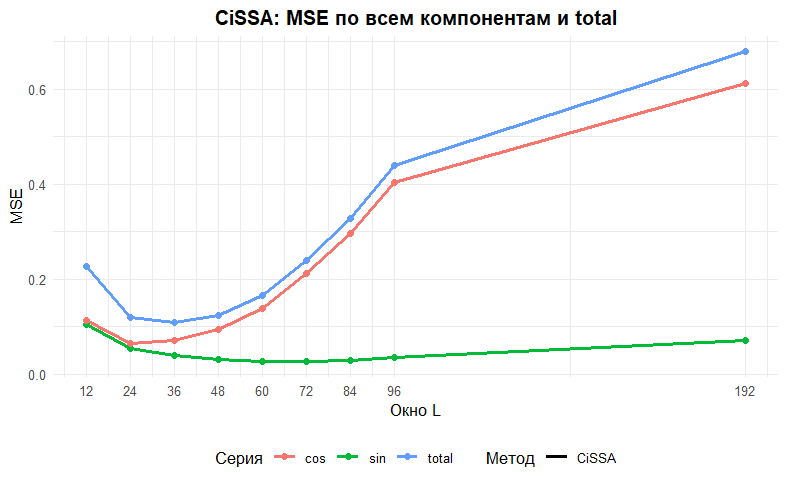 CiSSA: MSE по всем компонентам и total
MSE
0.6
0.4
0.2
0.0
12 24 36 48 60 72 84 96 192
Окно L
Серия cos sin total Метод CiSSA